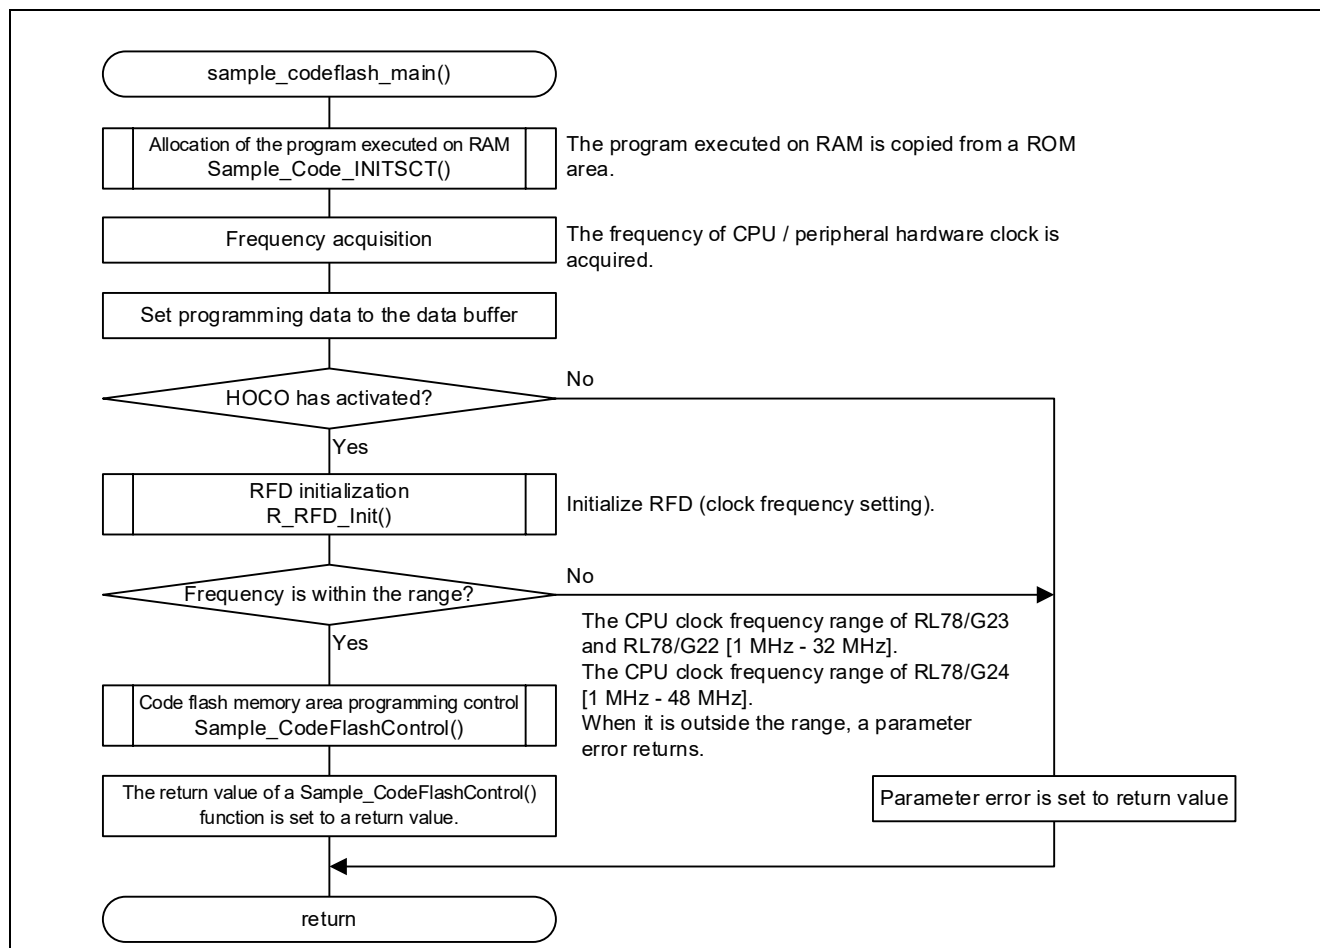 sample_codeflash_main()
Allocation of the program executed on RAM
Sample_Code_INITSCT()
The program executed on RAM is copied from a ROM
area.
Frequency acquisition
The frequency of CPU / peripheral hardware clock is
acquired.
Set programming data to the data buffer
HOCO has activated?
No
Yes
RFD initialization
R_RFD_Init()
Initialize RFD (clock frequency setting).
Frequency is within the range?
No
Yes
The CPU clock frequency range of RL78/G23
and RL78/G22 [1 MHz - 32 MHz].
The CPU clock frequency range of RL78/G24
[1 MHz - 48 MHz].
When it is outside the range, a parameter
error returns.
Code flash memory area programming control
Sample_CodeFlashControl()
The return value of a Sample_CodeFlashControl()
function is set to a return value.
Parameter error is set to return value
return